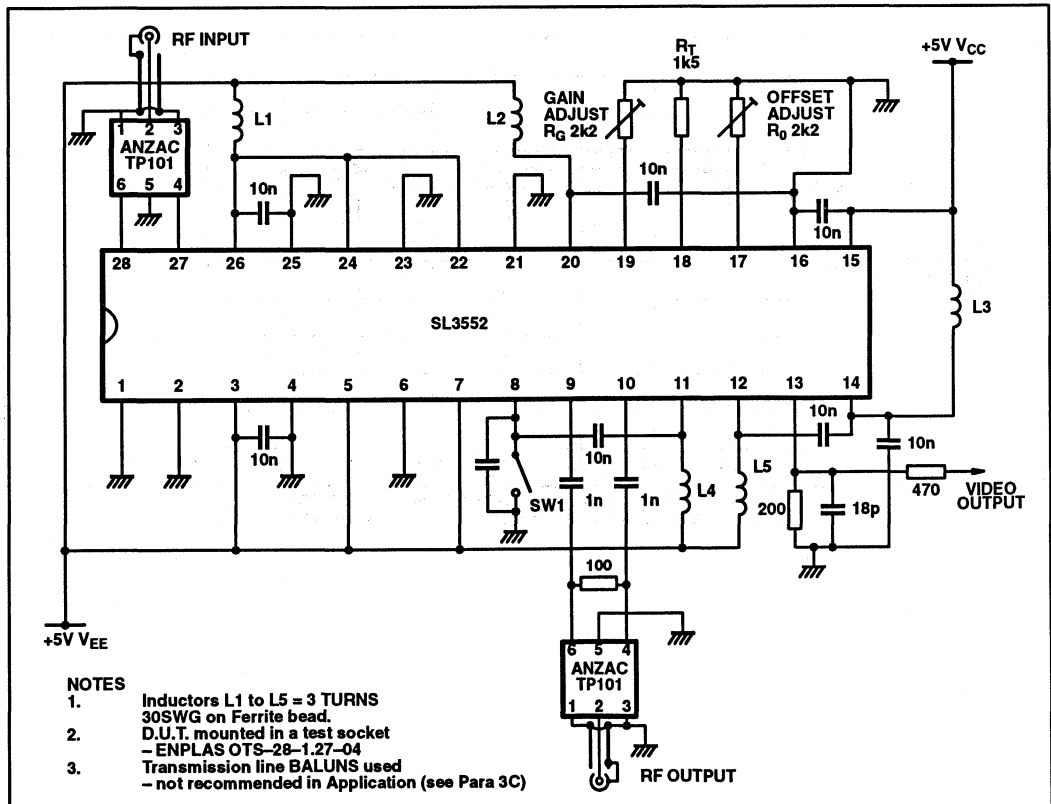 RF INPUT
+5V VCC
RT
1k5
GAIN
ADJUST
RG 2k2
OFFSET
ADJUST
R0 2k2
L1
L2
1 2 3
ANZAC
TP101
6 5 4
10n
10n
10n
28 27 26 25 24 23 22 21 20 19 18 17 16 15
SL3552
L3
1 2 3 4 5 6 7 8 9 10 11 12 13 14
10n
10n
10n
10n
SW1
1n
1n
L4
L5
200
18p
470
VIDEO
OUTPUT
100
+5V VEE
6 5 4
ANZAC
TP101
1 2 3
RF OUTPUT
NOTES
1. Inductors L1 to L5 = 3 TURNS
30SWG on Ferrite bead.
2. D.U.T. mounted in a test socket
– ENPLAS OTS–28–1.27–04
3. Transmission line BALUNS used
– not recommended in Application (see Para 3C)